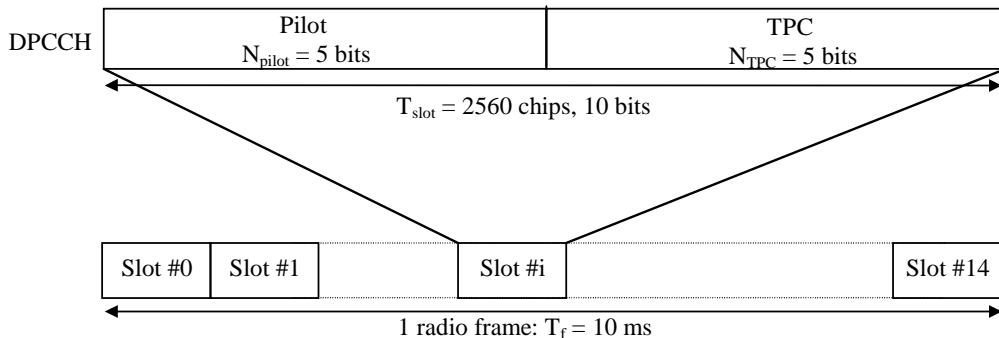 Pilot
TPC
DPCCH
N_pilot = 5 bits
N_TPC = 5 bits
T_slot = 2560 chips, 10 bits
Slot #0 Slot #1 Slot #i Slot #14
1 radio frame: T_f = 10 ms